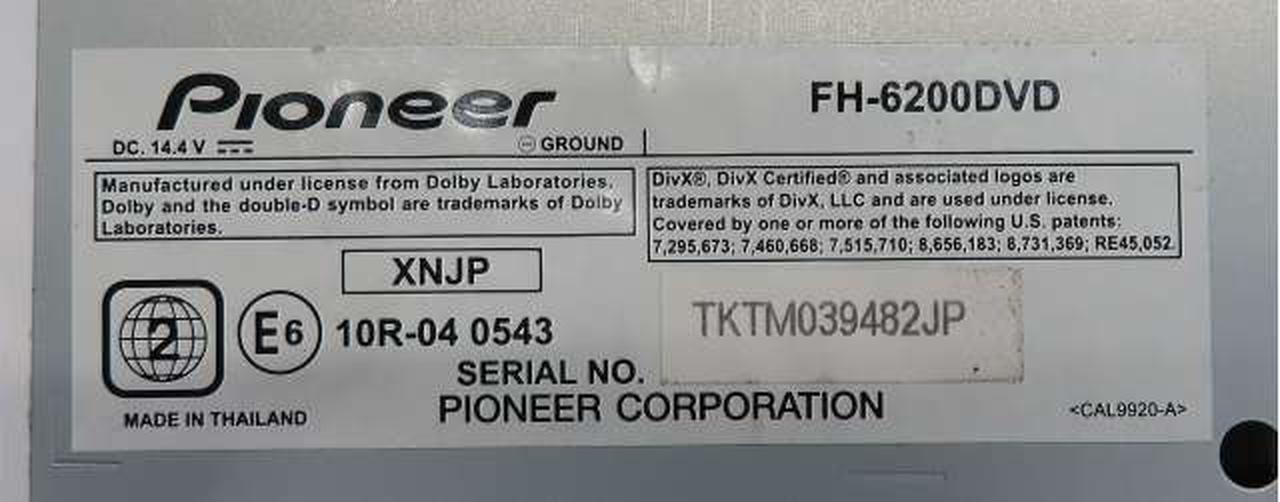 Pioneer
FH-6200DVD
DC. 14.4 V
GROUND
Manufactured under license from Dolby Laboratories.
Dolby and the double-D symbol are trademarks of Dolby
Laboratories.
DivX®, DivX Certified® and associated logos are
trademarks of DivX, LLC and are used under license.
Covered by one or more of the following U.S. patents:
7,295,673; 7,460,668; 7,515,710; 8,656,183; 8,731,369; RE45,052.
XNJP
2
E6
10R-04 0543
TKTM039482JP
SERIAL NO.
MADE IN THAILAND
PIONEER CORPORATION
<CAL9920-A>